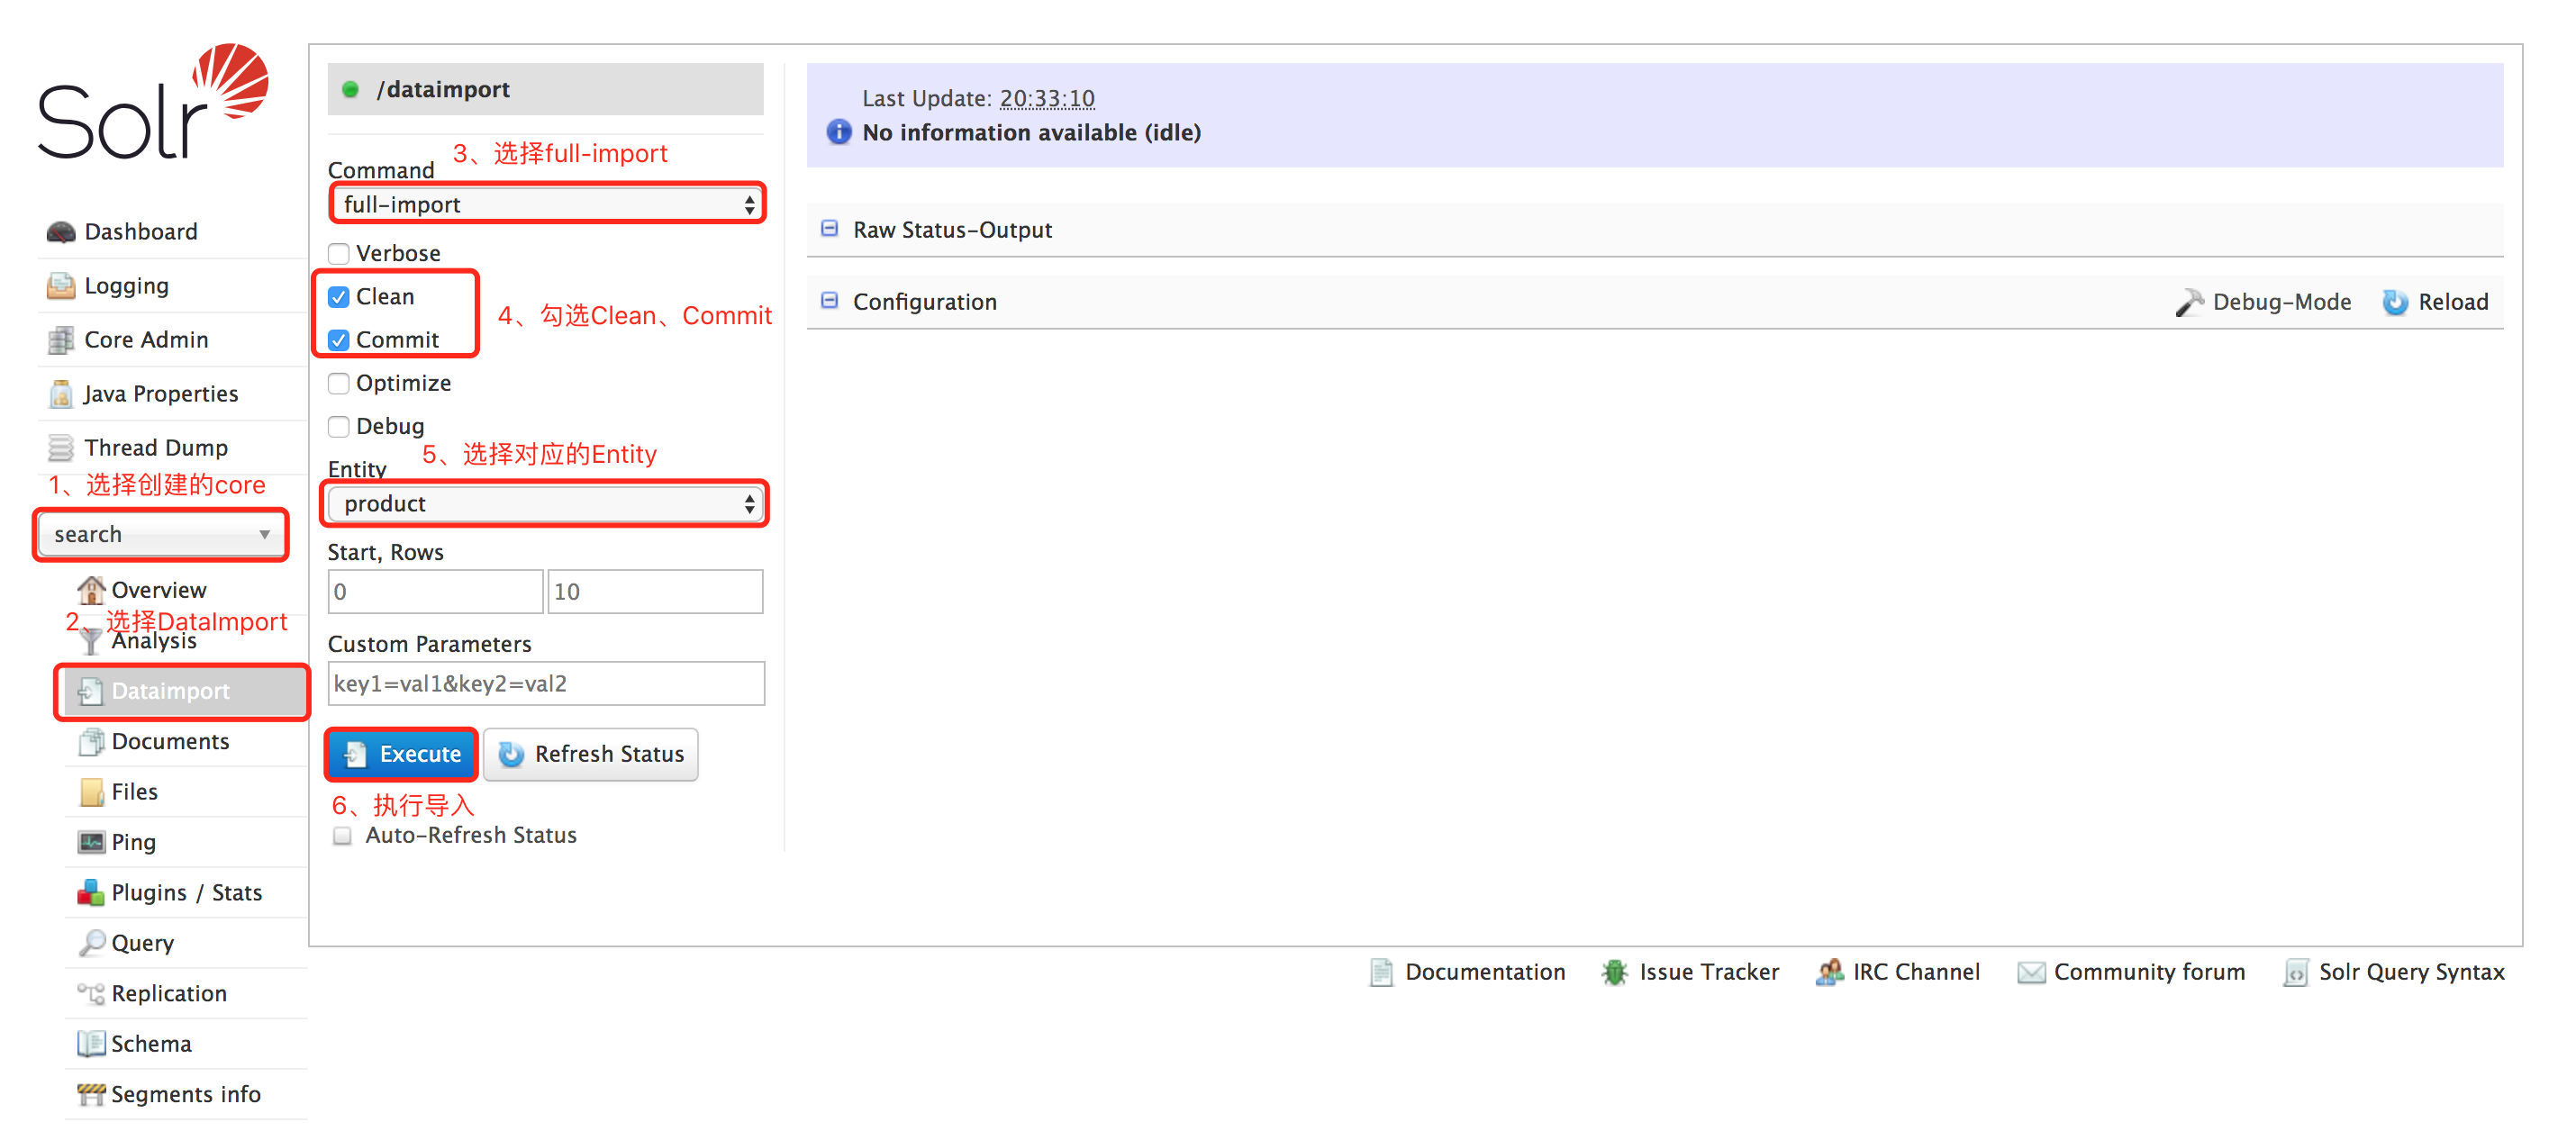 Solr
Dashboard
Logging
Core Admin
Java Properties
Thread Dump
1、选择创建的core
search
Overview
2、选择DataImport
Analysis
Dataimport
Documents
Files
Ping
Plugins / Stats
Query
Replication
Schema
Segments info
/dataimport
3、选择full-import
Command
full-import
Verbose
Clean
4、勾选Clean、Commit
Commit
Optimize
Debug
5、选择对应的Entity
Entity
product
Start, Rows
0
10
Custom Parameters
key1=val1&key2=val2
Execute
Refresh Status
6、执行导入
Auto-Refresh Status
Last Update: 20:33:10
No information available (idle)
Raw Status-Output
Configuration
Debug-Mode
Reload
Documentation
Issue Tracker
IRC Channel
Community forum
Solr Query Syntax